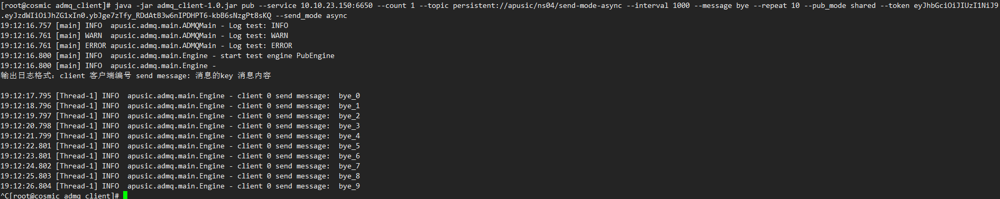 [root@cosmic admq_client]# java -jar admq_client-1.0.jar pub --service 10.10.23.150:6650 --count 1 --topic persistent://apusic/ns04/send-mode-async --interval 1000 --message bye --repeat 10 --pub_mode shared --token eyJhbGciOiJIUzI1NiJ9
.eyJzdWIiOiJhZG1xIn0.ybJge7zTfy_RDdAtB3w6nIPDHPT6-kbB6sNzgPt8sKQ --send_mode async
19:12:16.757 [main] INFO  apusic.admq.main.ADMQMain - Log test: INFO
19:12:16.761 [main] WARN  apusic.admq.main.ADMQMain - Log test: WARN
19:12:16.761 [main] ERROR apusic.admq.main.ADMQMain - Log test: ERROR
19:12:16.800 [main] INFO  apusic.admq.main.Engine - start test engine PubEngine
19:12:16.800 [main] INFO  apusic.admq.main.Engine -
输出日志格式：client 客户端编号 send message: 消息的key 消息内容
19:12:17.795 [Thread-1] INFO  apusic.admq.main.Engine - client 0 send message:  bye_0
19:12:18.796 [Thread-1] INFO  apusic.admq.main.Engine - client 0 send message:  bye_1
19:12:19.797 [Thread-1] INFO  apusic.admq.main.Engine - client 0 send message:  bye_2
19:12:20.798 [Thread-1] INFO  apusic.admq.main.Engine - client 0 send message:  bye_3
19:12:21.799 [Thread-1] INFO  apusic.admq.main.Engine - client 0 send message:  bye_4
19:12:22.801 [Thread-1] INFO  apusic.admq.main.Engine - client 0 send message:  bye_5
19:12:23.801 [Thread-1] INFO  apusic.admq.main.Engine - client 0 send message:  bye_6
19:12:24.802 [Thread-1] INFO  apusic.admq.main.Engine - client 0 send message:  bye_7
19:12:25.803 [Thread-1] INFO  apusic.admq.main.Engine - client 0 send message:  bye_8
19:12:26.804 [Thread-1] INFO  apusic.admq.main.Engine - client 0 send message:  bye_9
^C[root@cosmic admq_client]#